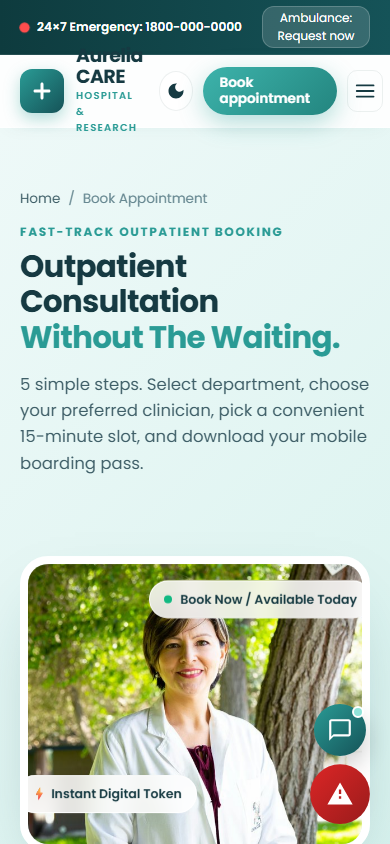 24×7 Emergency: 1800-000-0000
Ambulance:
Request now
Aurelia
CARE
HOSPITAL
&
RESEARCH
Book
appointment
Home / Book Appointment
FAST-TRACK OUTPATIENT BOOKING
Outpatient
Consultation
Without The Waiting.
5 simple steps. Select department, choose
your preferred clinician, pick a convenient
15-minute slot, and download your mobile
boarding pass.
Book Now / Available Today
Instant Digital Token